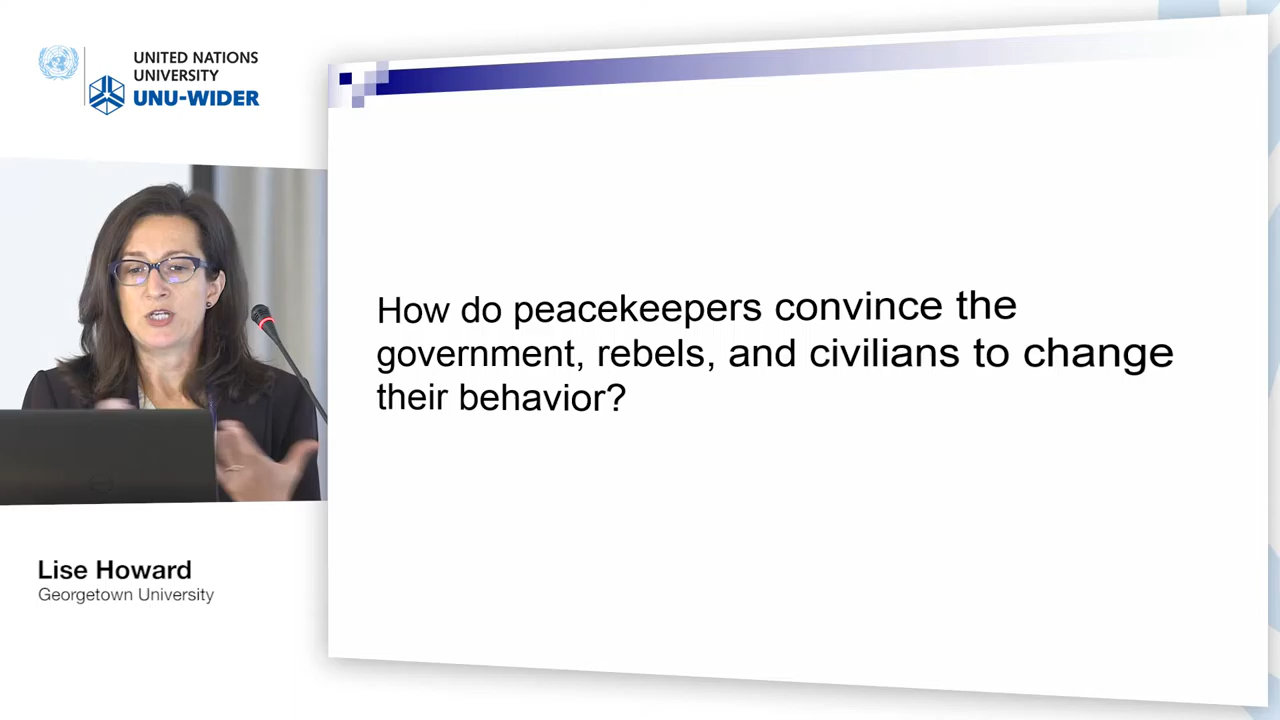 UNITED NATIONS
UNIVERSITY
UNU-WIDER
How do peacekeepers convince the
government, rebels, and civilians to change
their behavior?
Lise Howard
Georgetown University